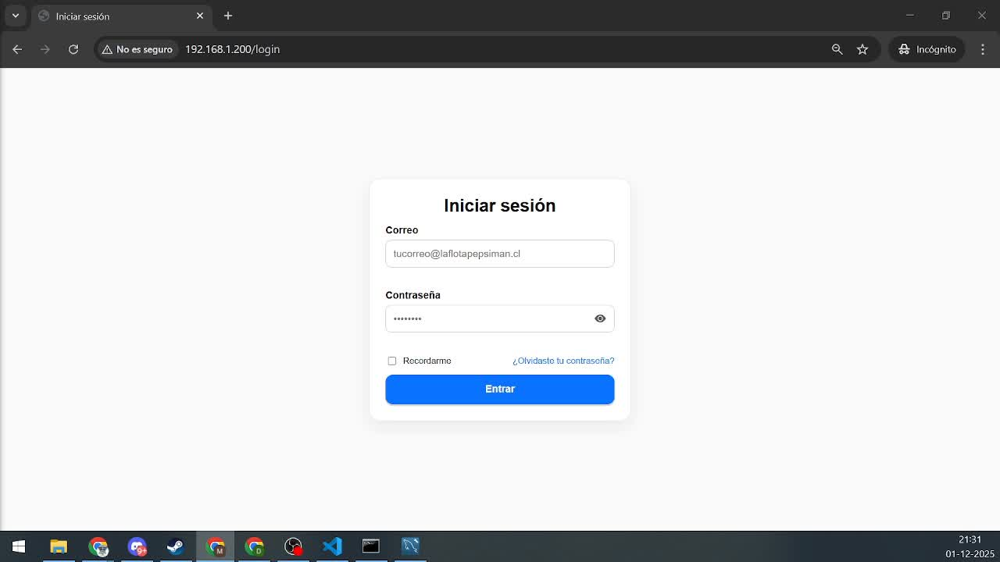 Iniciar sesión
No es seguro
192.168.1.200/login
Incógnito
Iniciar sesión
Correo
tucorreo@laflotapepsiman.cl
Contraseña
••••••••
Recordarme
¿Olvidaste tu contraseña?
Entrar
9+
M
D
21:31
01-12-2025